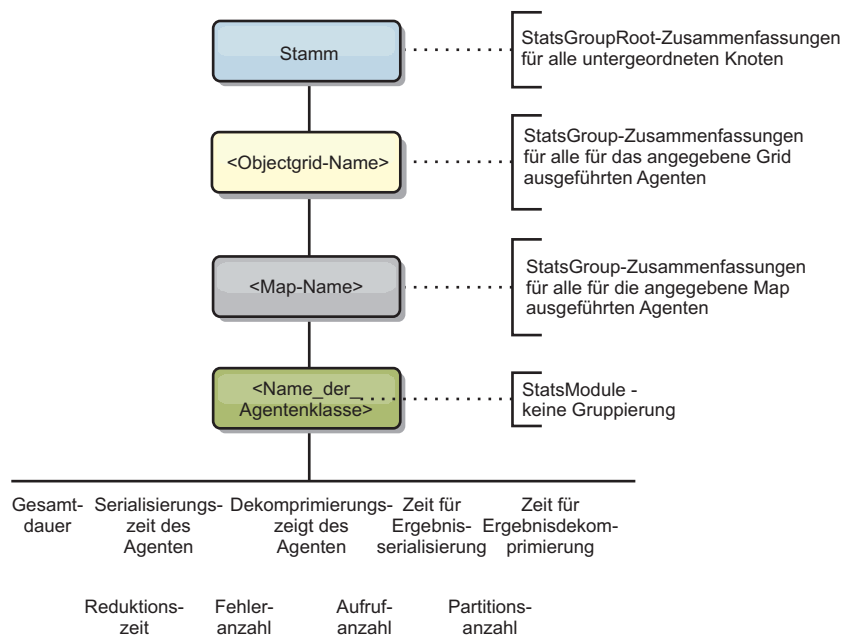 Stamm
StatsGroupRoot-Zusammenfassungen
für alle untergeordneten Knoten
<Objectgrid-Name>
StatsGroup-Zusammenfassungen
für alle für das angegebene Grid
ausgeführten Agenten
<Map-Name>
StatsGroup-Zusammenfassungen
für alle für die angegebene Map
ausgeführten Agenten
<Name_der_
Agentenklasse>
StatsModule -
keine Gruppierung
Gesamt-
dauer
Serialisierungs-
zeit des
Agenten
Dekomprimierungs-
zeigt des
Agenten
Zeit für
Ergebnis-
serialisierung
Zeit für
Ergebnisdekom-
primierung
Reduktions-
zeit
Fehler-
anzahl
Aufruf-
anzahl
Partitions-
anzahl